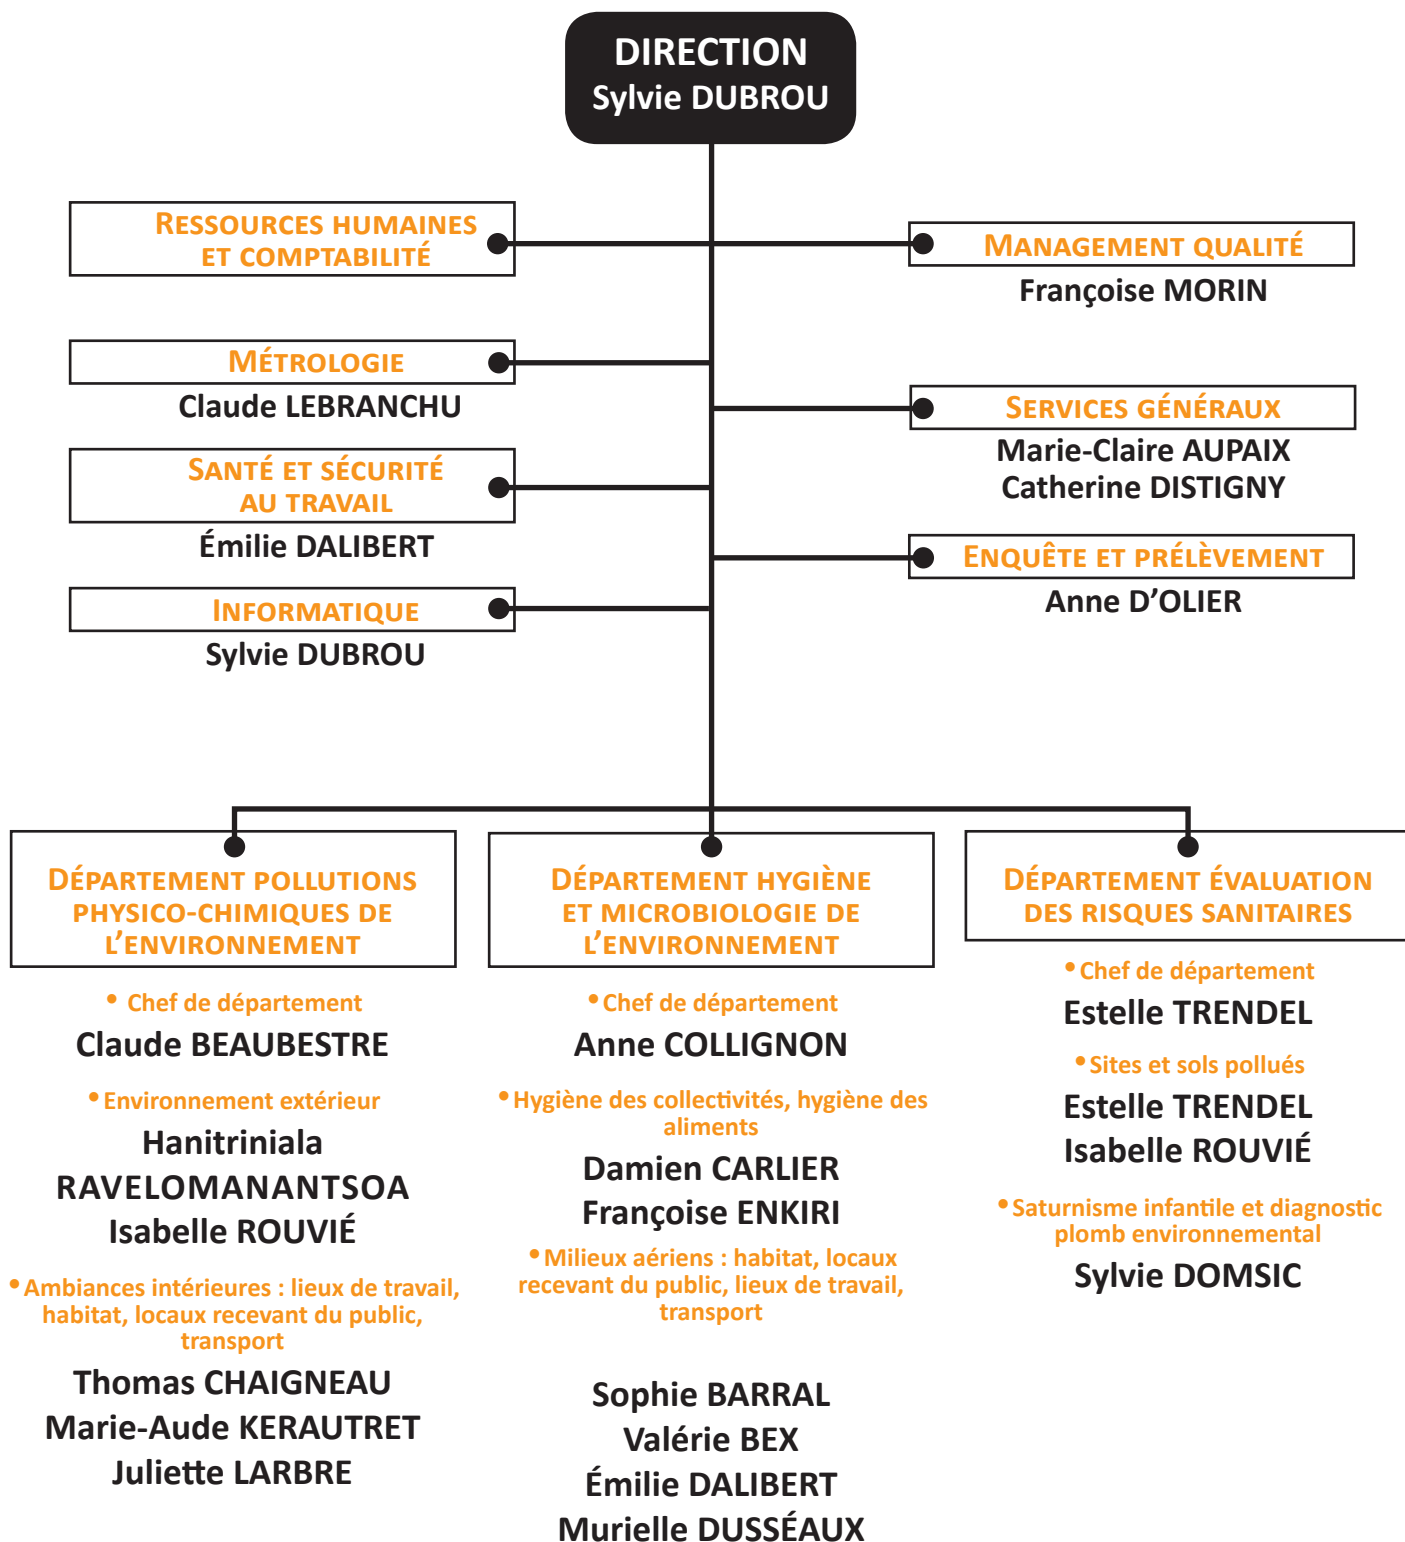 DIRECTION
Sylvie DUBROU
Ressources humaines
et comptabilité
Métrologie
Claude LEBRANCHU
Santé et sécurité
au travail
Émilie DALIBERT
Informatique
Sylvie DUBROU
Management qualité
Françoise MORIN
Services généraux
Marie-Claire AUPAIX
Catherine DISTIGNY
Enquête et prélèvement
Anne D’OLIER
Département pollutions
physico-chimiques de
l’environnement
• Chef de département
Claude BEAUBESTRE
• Environnement extérieur
Hanitriniala
RAVELOMANANTSOA
Isabelle ROUVIÉ
• Ambiances intérieures : lieux de travail,
habitat, locaux recevant du public,
transport
Thomas CHAIGNEAU
Marie-Aude KERAUTRET
Juliette LARBRE
Département hygiène
et microbiologie de
l’environnement
• Chef de département
Anne COLLIGNON
• Hygiène des collectivités, hygiène des
aliments
Damien CARLIER
Françoise ENKIRI
• Milieux aériens : habitat, locaux
recevant du public, lieux de travail,
transport
Sophie BARRAL
Valérie BEX
Émilie DALIBERT
Murielle DUSSÉAUX
Département évaluation
des risques sanitaires
• Chef de département
Estelle TRENDEL
• Sites et sols pollués
Estelle TRENDEL
Isabelle ROUVIÉ
• Saturnisme infantile et diagnostic
plomb environnemental
Sylvie DOMSIC